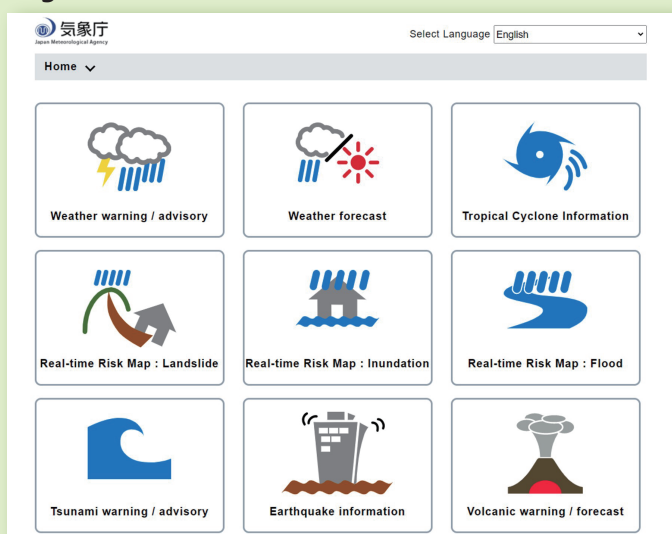 気象庁
Japan Meteorological Agency
Select Language English
Home
Weather warning / advisory
Weather forecast
Tropical Cyclone Information
Real-time Risk Map : Landslide
Real-time Risk Map : Inundation
Real-time Risk Map : Flood
Tsunami warning / advisory
Earthquake information
Volcanic warning / forecast